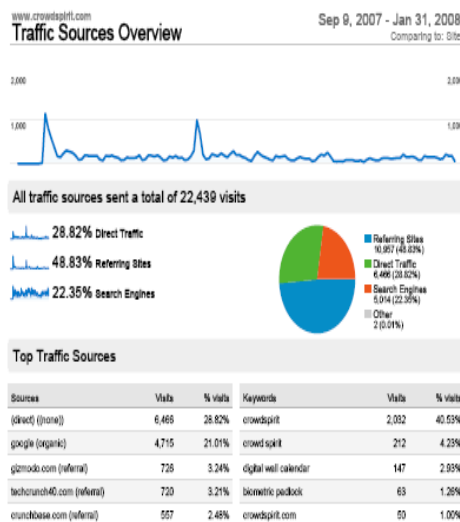 www.crowdspirit.com
Traffic Sources Overview
Sep 9, 2007 - Jan 31, 2008
Comparing to: Site
2,000 2,000
1,000 1,000
All traffic sources sent a total of 22,439 visits
28.82% Direct Traffic
48.83% Referring Sites
22.35% Search Engines
Referring Sites
10,957 (48.83%)
Direct Traffic
6,466 (28.82%)
Search Engines
5,014 (22.35%)
Other
2 (0.01%)
Top Traffic Sources
Sources Visits % visits Keywords Visits % visits
(direct) ((none)) 6,466 28.82% crowdspirit 2,032 40.53%
google (organic) 4,715 21.01% crowd spirit 212 4.23%
gizmodo.com (referral) 726 3.24% digital wall calendar 147 2.93%
techcrunch40.com (referral) 720 3.21% biometric padlock 63 1.26%
crunchbase.com (referral) 557 2.48% crowdspirit.com 50 1.00%